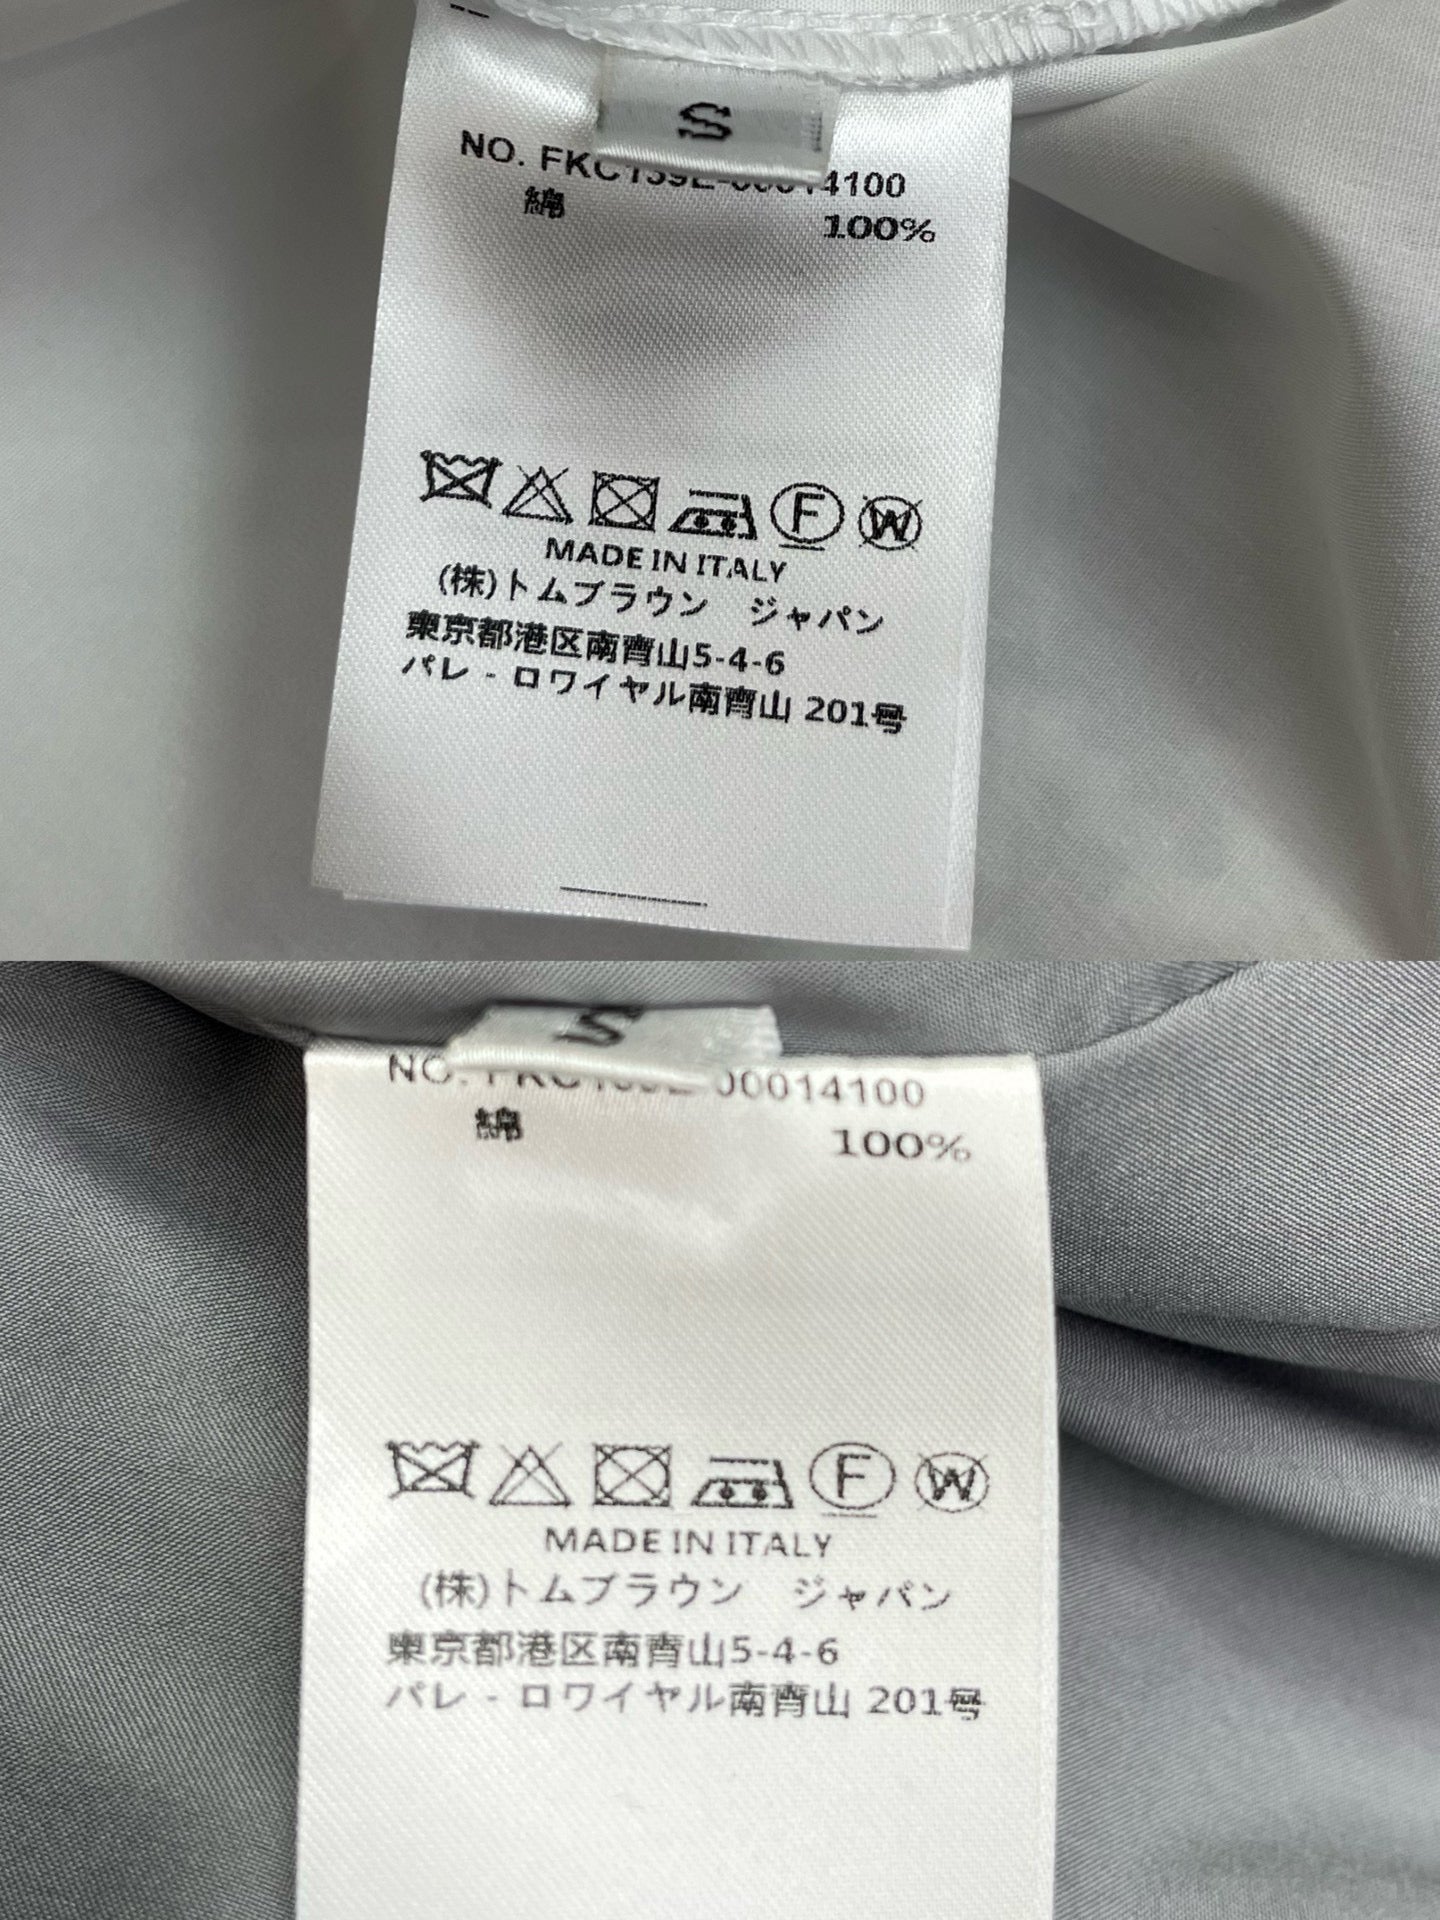 S
NO. FKC139E-00014100
綿 100%
F W
MADE IN ITALY
(株)トムブラウン ジャパン
東京都港区南青山5-4-6
パレ - ロワイヤル南青山 201号
S
NO. FKC139E-00014100
綿 100%
F W
MADE IN ITALY
(株)トムブラウン ジャパン
東京都港区南青山5-4-6
パレ - ロワイヤル南青山 201号